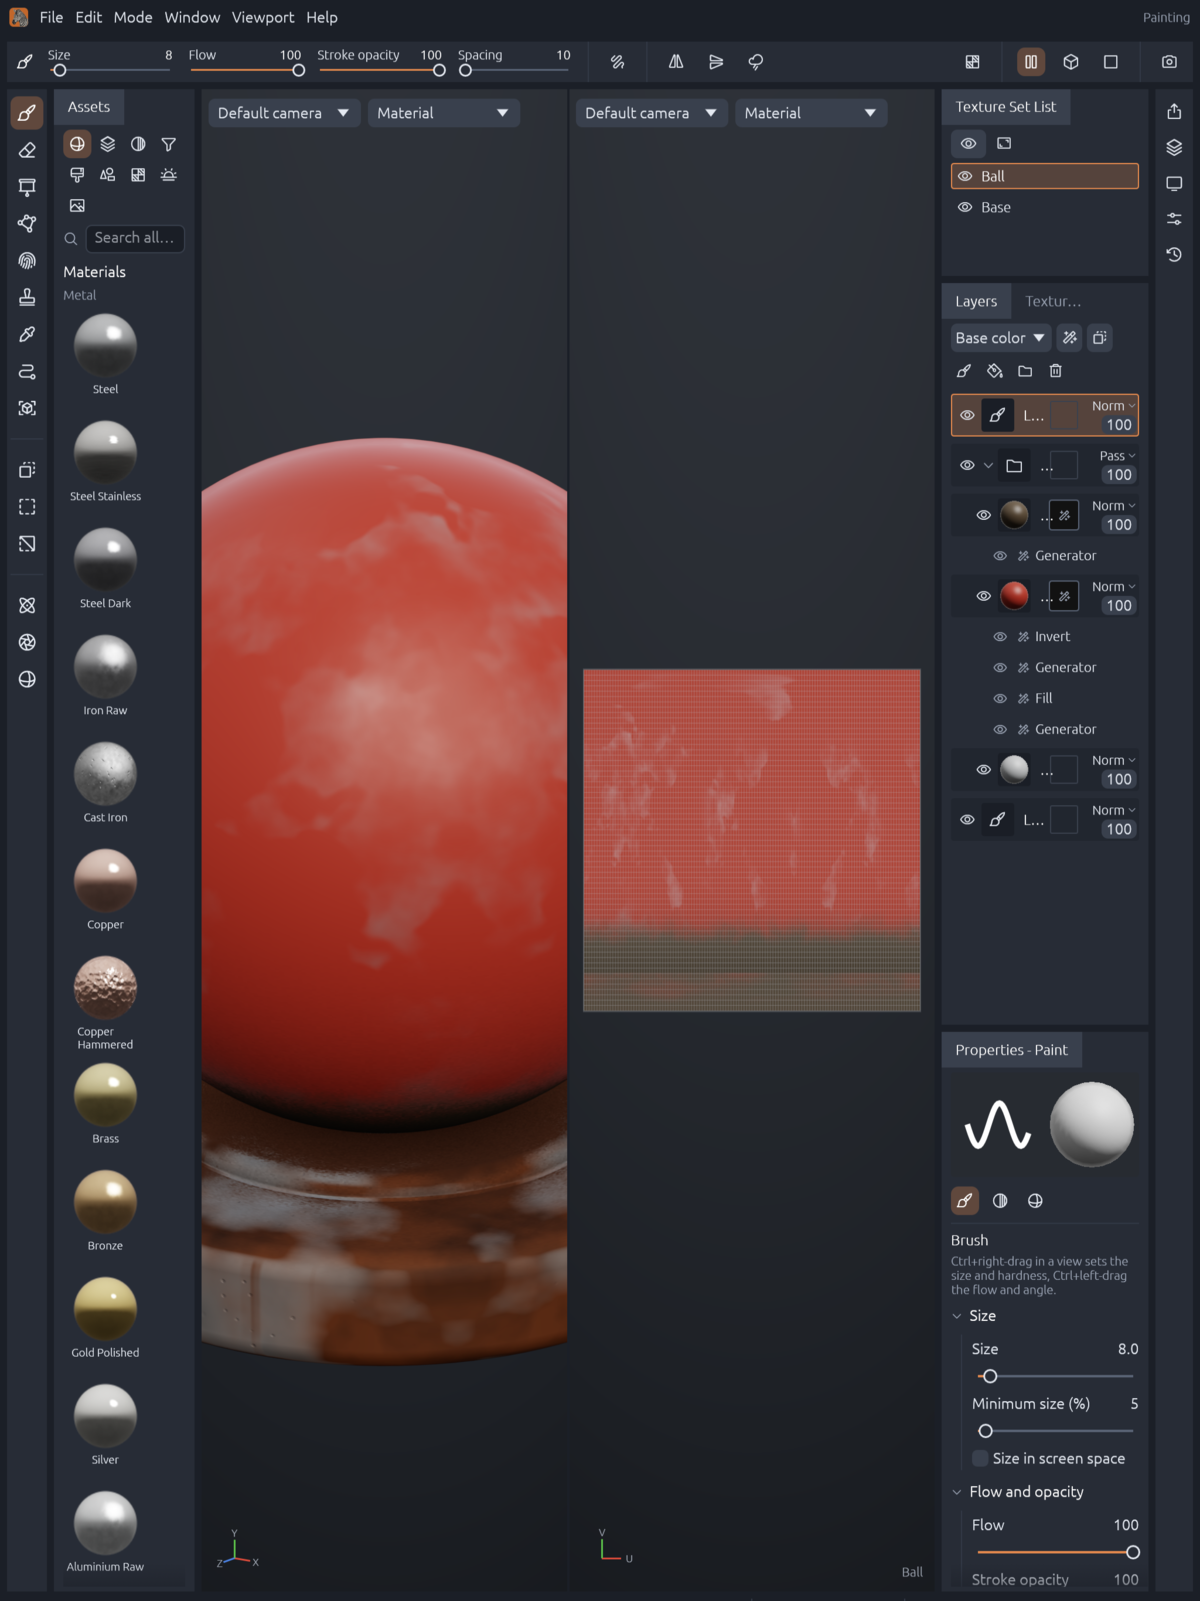 File Edit Mode Window Viewport Help
Painting
Size 8 Flow 100 Stroke opacity 100 Spacing 10
Assets
Search all...
Materials
Metal
Steel
Steel Stainless
Steel Dark
Iron Raw
Cast Iron
Copper
Copper
Hammered
Brass
Bronze
Gold Polished
Silver
Aluminium Raw
Default camera Material
Y
Z X
Default camera Material
V
U
Ball
Texture Set List
Ball
Base
Layers Textur...
Base color
L... Norm
100
... Pass
100
... Norm
100
Generator
... Norm
100
Invert
Generator
Fill
Generator
... Norm
100
L... Norm
100
Properties - Paint
Brush
Ctrl+right-drag in a view sets the
size and hardness, Ctrl+left-drag
the flow and angle.
Size
Size 8.0
Minimum size (%) 5
Size in screen space
Flow and opacity
Flow 100
Stroke opacity 100